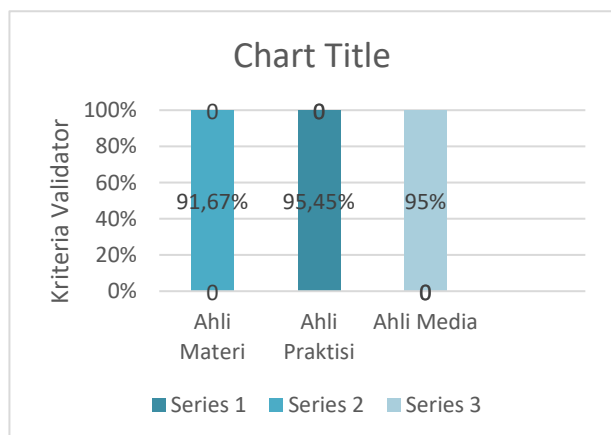 Chart Title
Kriteria Validator
100%
80%
60%
40%
20%
0%
0
0
91,67%
95,45%
95%
0
0
Ahli Materi
Ahli Praktisi
Ahli Media
Series 1
Series 2
Series 3